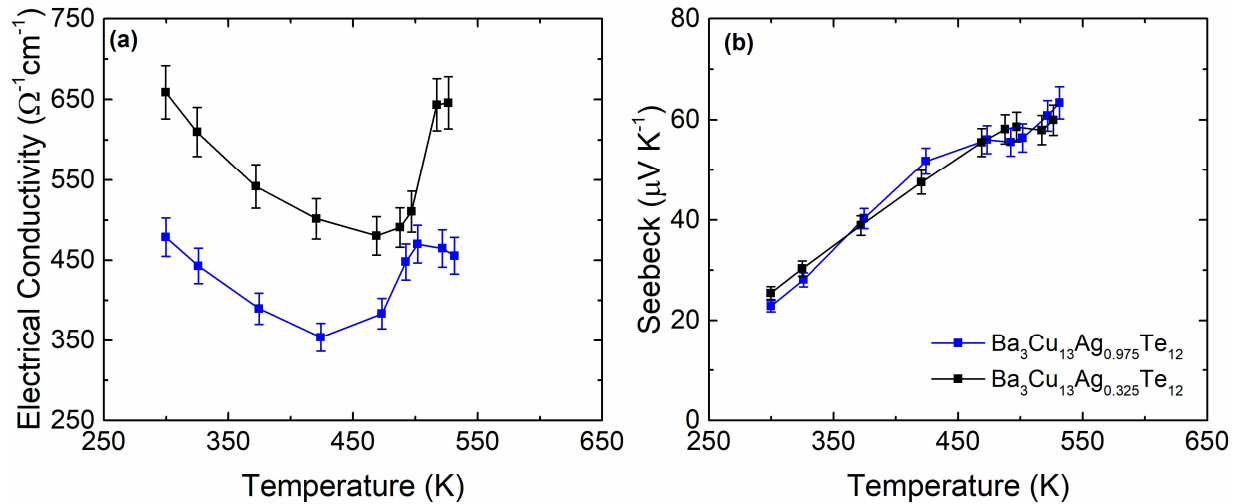 (a)
Electrical Conductivity (Ω⁻¹cm⁻¹)
750
650
550
450
350
250
250 350 450 550 650
Temperature (K)
(b)
Seebeck (μV K⁻¹)
80
60
40
20
0
Ba₃Cu₁₃Ag₀.₉₇₅Te₁₂
Ba₃Cu₁₃Ag₀.₃₂₅Te₁₂
250 350 450 550 650
Temperature (K)